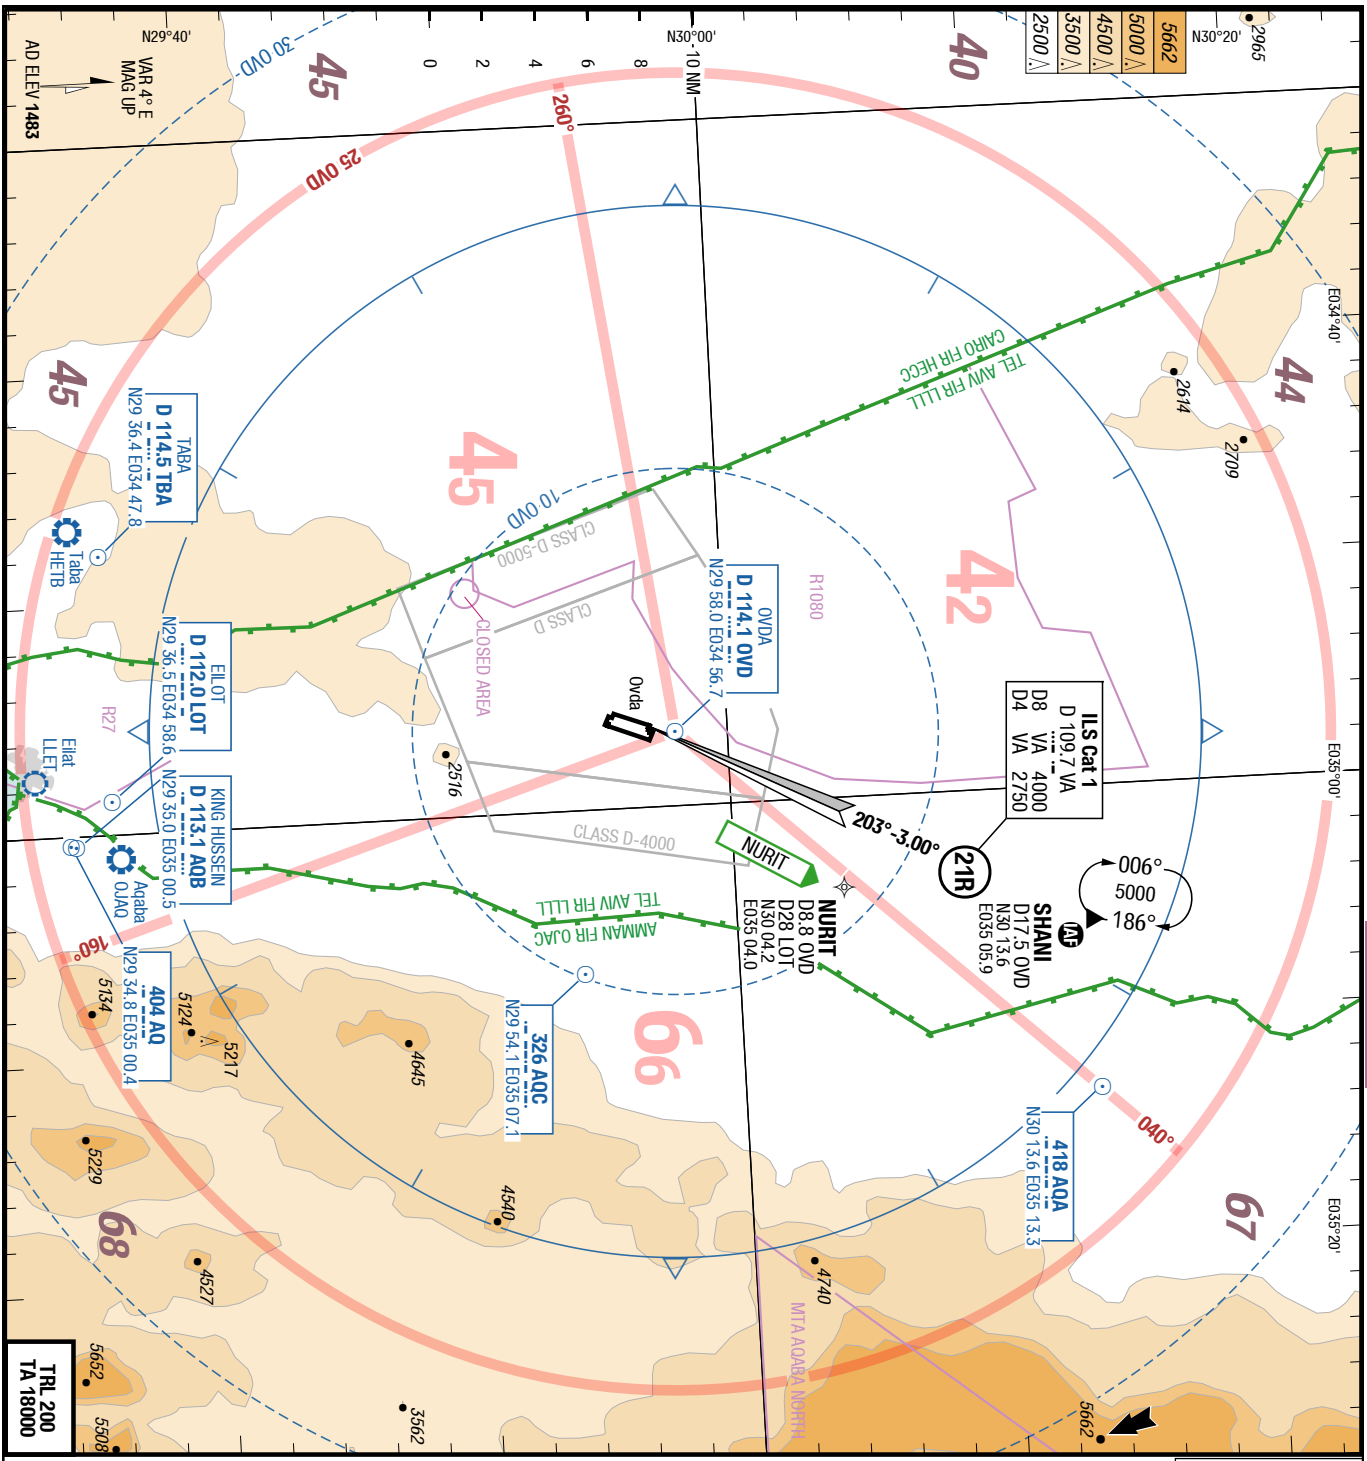 5662
5000
4500
3500
2500
2965
N30°20'
40
N30°00'
10 NM
8
6
4
2
0
N29°40'
30 OVD
45
VAR 4° E
MAG UP
AD ELEV 1483
260°
25 OVD
E034°40'
44
2614
2709
CAIRO FIR HECC
TEL AVIV FIR LLLL
45
45
10 OVD
CLASS D-5000
CLASS D
42
R1080
TABA
D 114.5 TBA
N29 36.4 E034 47.8
Taba
HETB
OVDA
D 114.1 OVD
N29 58.0 E034 56.7
CLOSED AREA
Ovda
EILOT
D 112.0 LOT
N29 36.5 E034 58.6
R27
Eilat
LLET
ILS Cat 1
D 109.7 VA
D8 VA 4000
D4 VA 2750
E035°00'
2516
KING HUSSEIN
D 113.1 AQB
N29 35.0 E035 00.5
Aqaba
OJAQ
203°-3.00°
21R
CLASS D-4000
NURIT
006°
5000
186°
IAF
SHANI
D17.5 OVD
N30 13.6
E035 05.9
NURIT
D8.8 OVD
D28 LOT
N30 04.2
E035 04.0
TEL AVIV FIR LLLL
AMMAN FIR OJAC
160°
404 AQ
N29 34.8 E035 00.4
5134
5124
5217
4645
326 AQC
N29 54.1 E035 07.1
66
418 AQA
N30 13.6 E035 13.3
040°
67
E035°20'
5229
4540
68
4527
4740
MTA AQABA NORTH
5662
5652
5508
3562
TRL 200
TA 18000